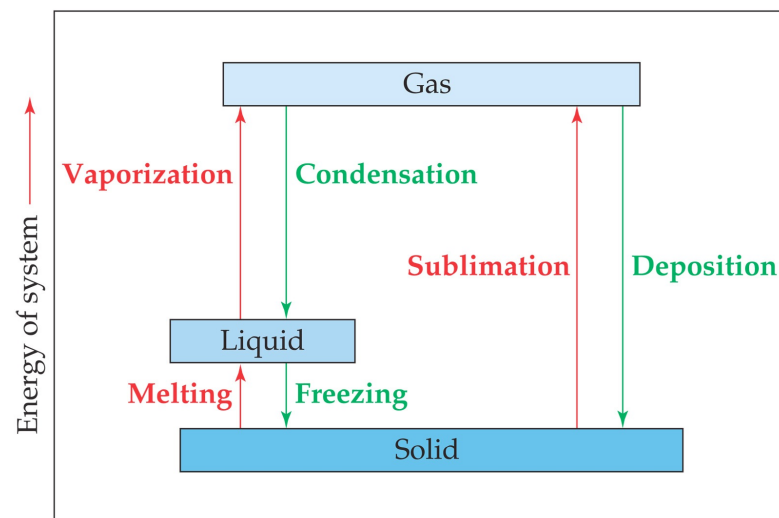 Gas
Vaporization
Condensation
Sublimation
Deposition
Energy of system
Liquid
Melting
Freezing
Solid